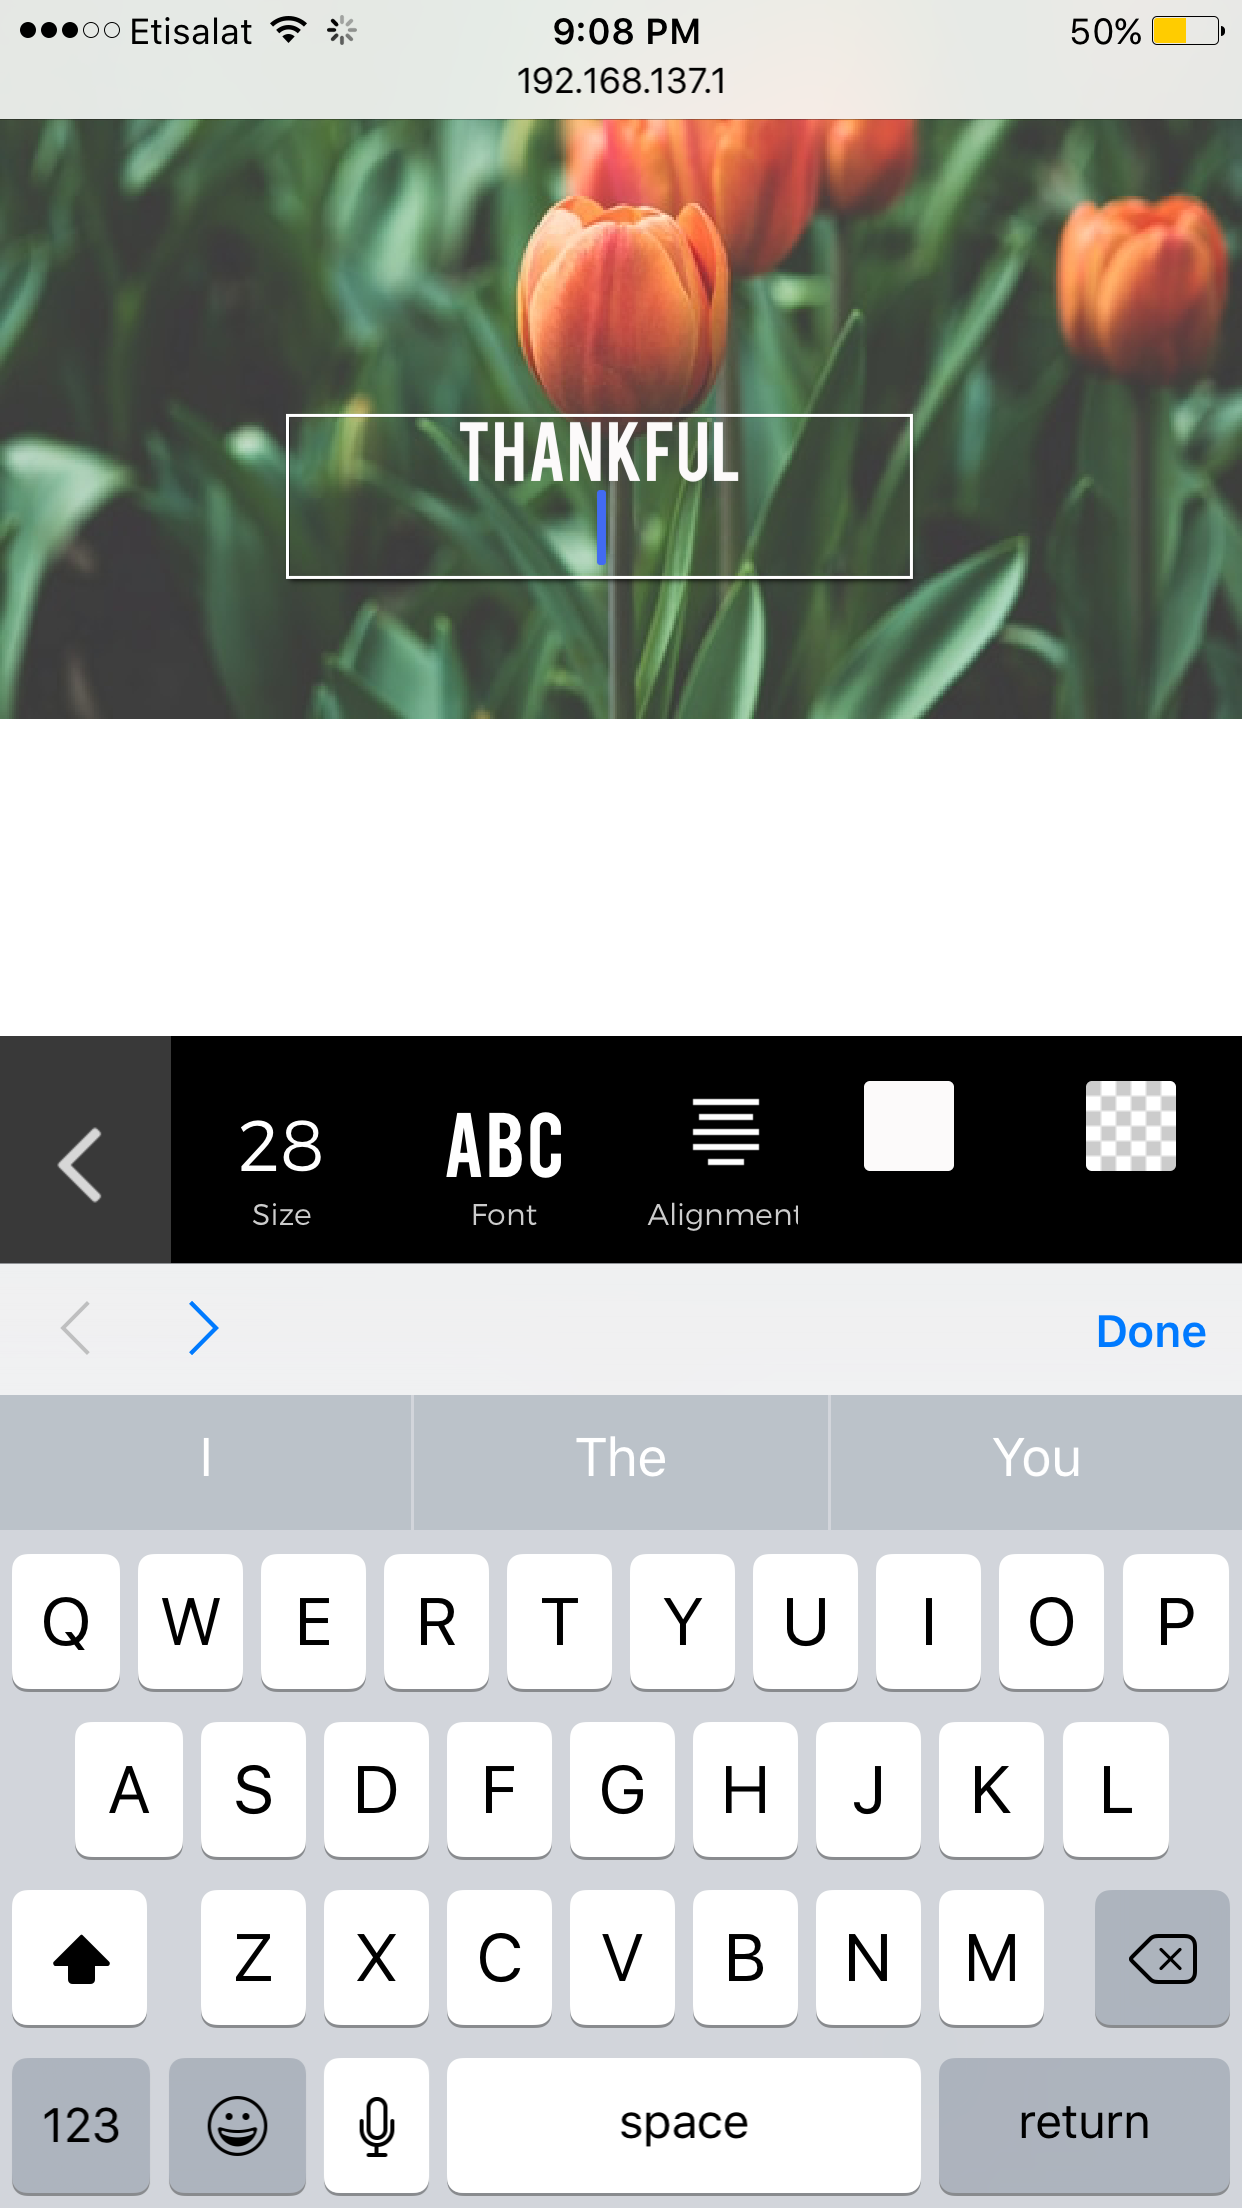 Etisalat 9:08 PM 50%
192.168.137.1
THANKFUL
28 ABC
Size Font Alignment
Done
I The You
Q W E R T Y U I O P
A S D F G H J K L
Z X C V B N M
123 space return